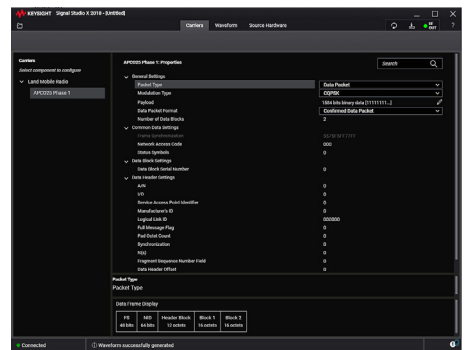 KEYSIGHT Signal Studio X 2018 - [Untitled]
Carriers Waveform Source Hardware
RF OUT
?
Carriers
Select component to configure
Land Mobile Radio
APCO25 Phase 1
APCO25 Phase 1: Properties
Search
General Settings
Packet Type Data Packet
Modulation Type CQPSK
Payload 1584 bits binary data [11111111...]
Data Packet Format Confirmed Data Packet
Number of Data Blocks 2
Common Data Settings
Frame Synchronization
Network Access Code 000
Status Symbols 0
Data Block Settings
Data Block Serial Number 0
Data Header Settings
A/N 0
I/O 0
Service Access Point Identifier 0
Manufacturer's ID 0
Logical Link ID 000000
Full Message Flag 0
Pad Octet Count 0
Synchronization 0
N(s) 0
Fragment Sequence Number Field 0
Data Header Offset 0
Packet Type
Packet Type
Data Frame Display
FS NID Header Block Block 1 Block 2
48 bits 64 bits 12 octets 16 octets 16 octets
Connected Waveform successfully generated